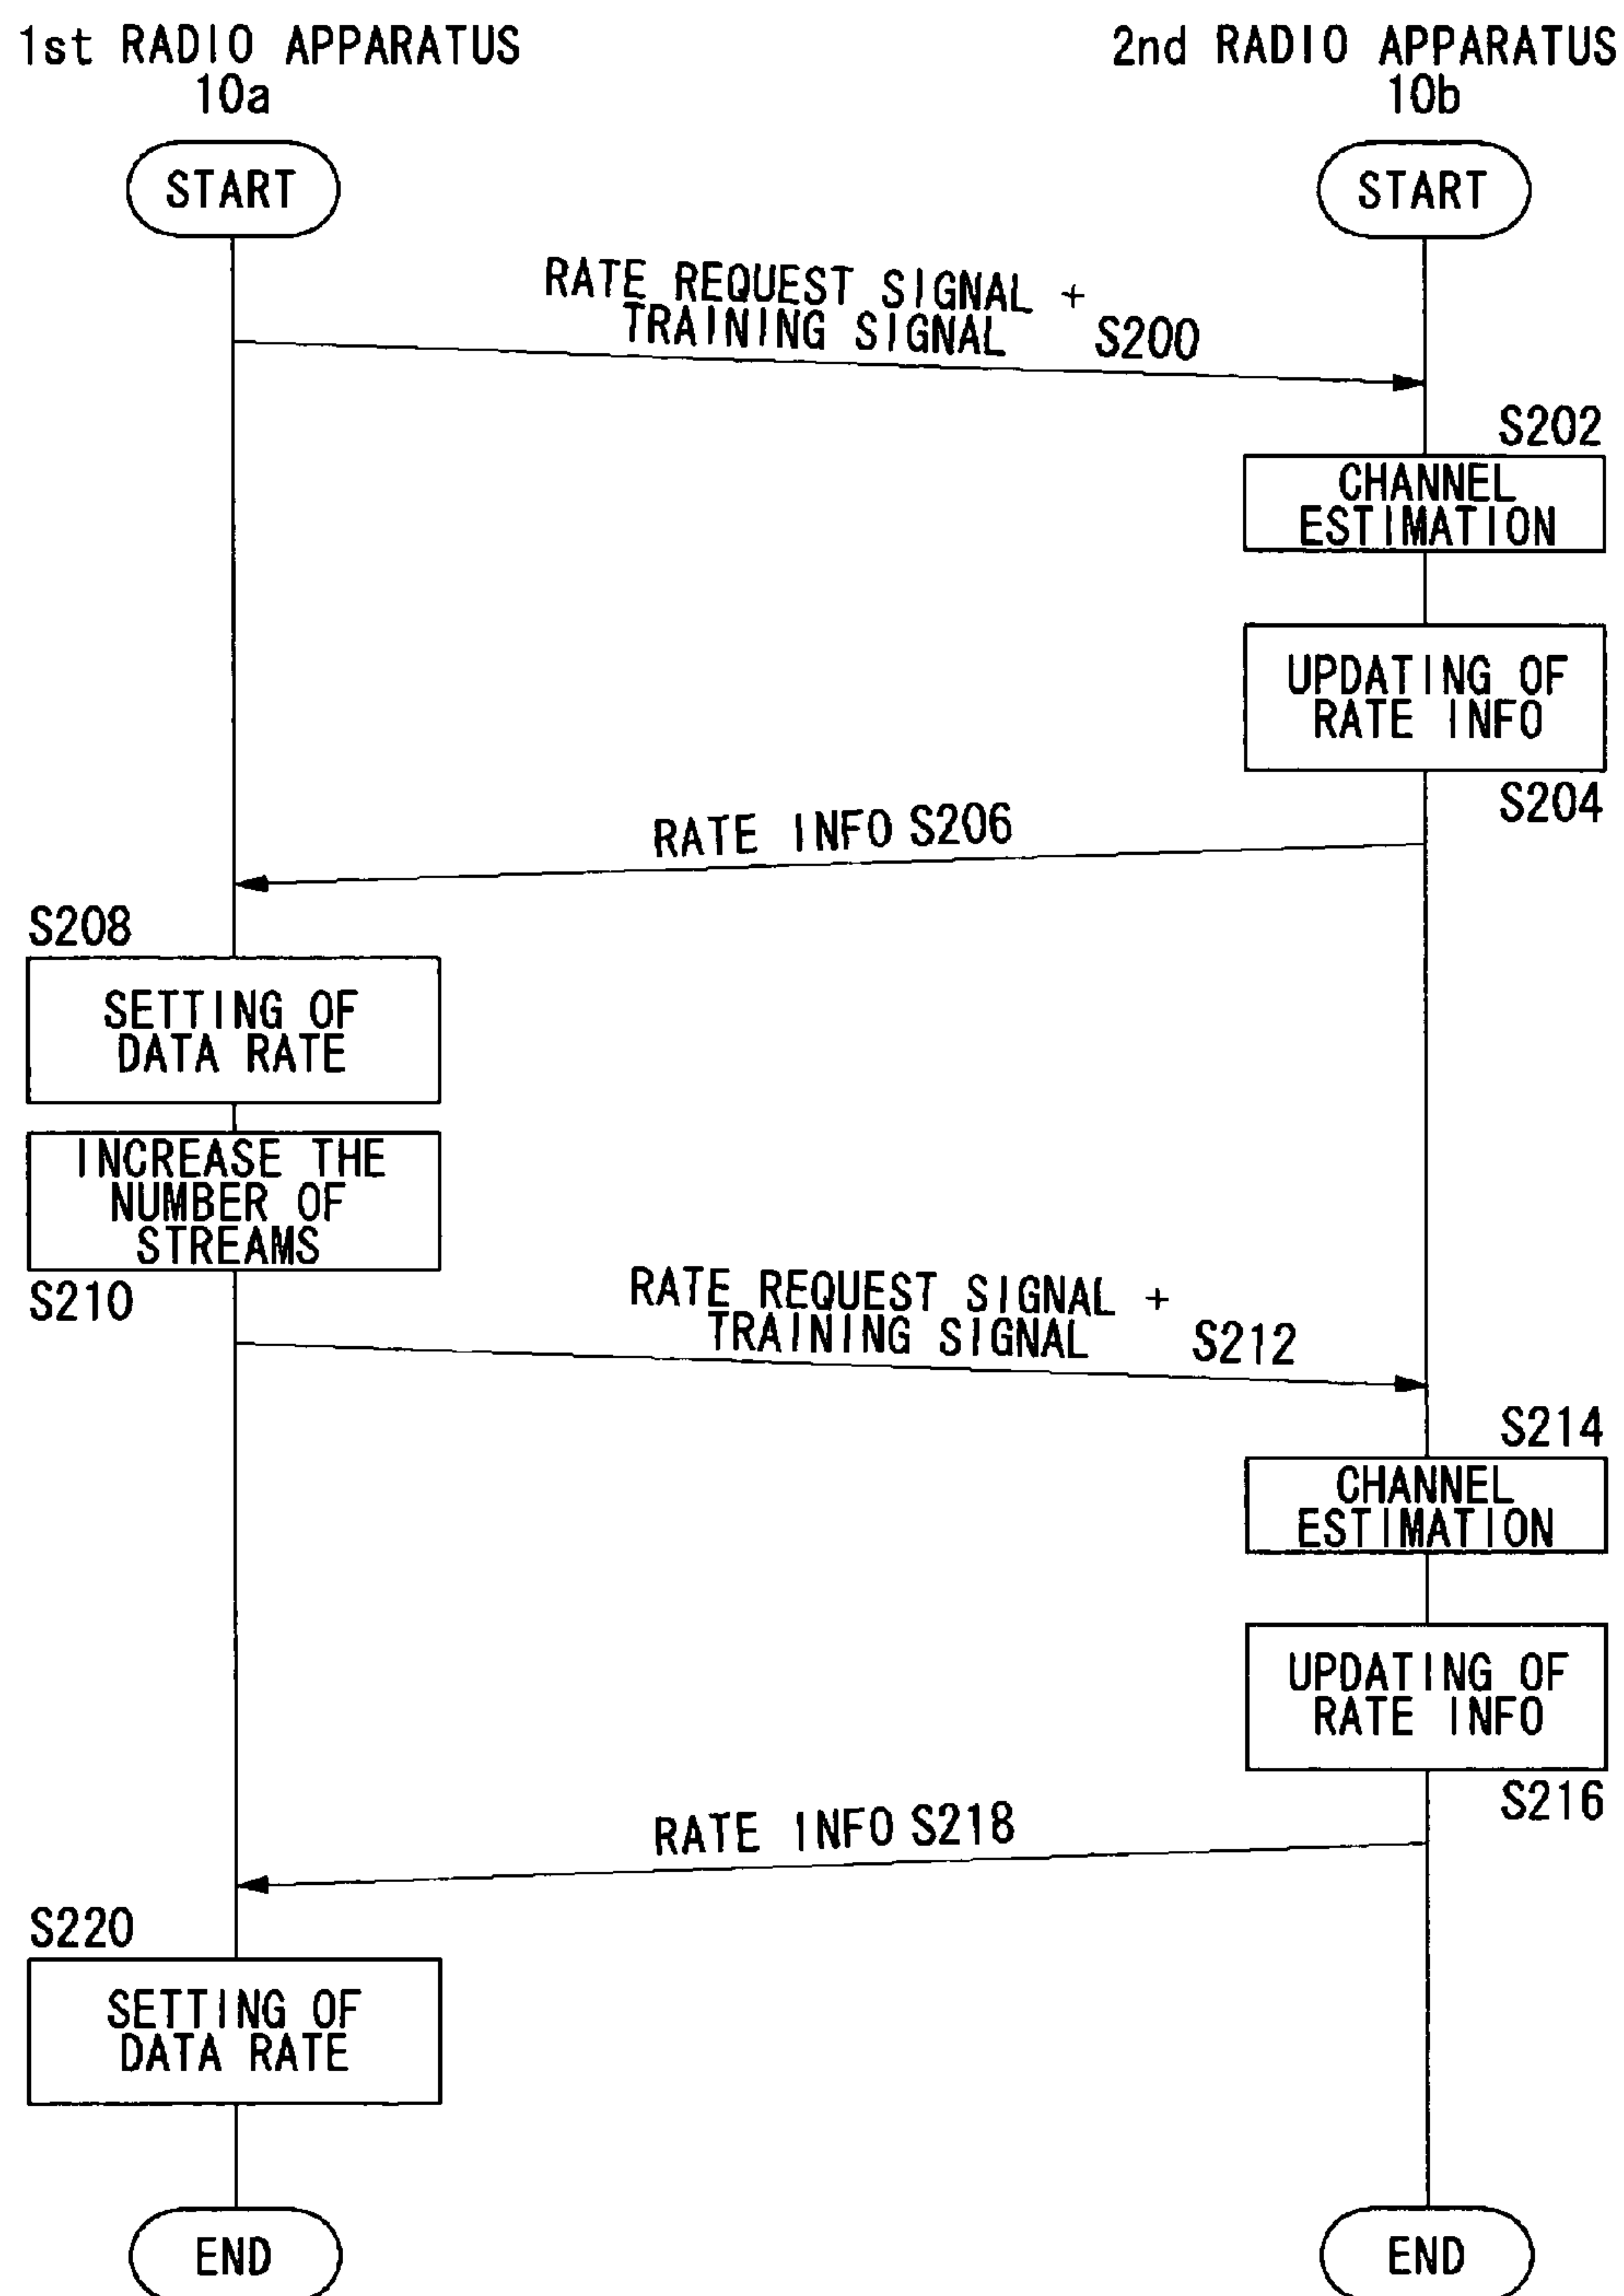 1st RADIO APPARATUS
10a
2nd RADIO APPARATUS
10b
START
START
RATE REQUEST SIGNAL +
TRAINING SIGNAL
S200
S202
CHANNEL
ESTIMATION
UPDATING OF
RATE INFO
S204
RATE INFO S206
S208
SETTING OF
DATA RATE
INCREASE THE
NUMBER OF
STREAMS
S210
RATE REQUEST SIGNAL +
TRAINING SIGNAL
S212
S214
CHANNEL
ESTIMATION
UPDATING OF
RATE INFO
S216
RATE INFO S218
S220
SETTING OF
DATA RATE
END
END